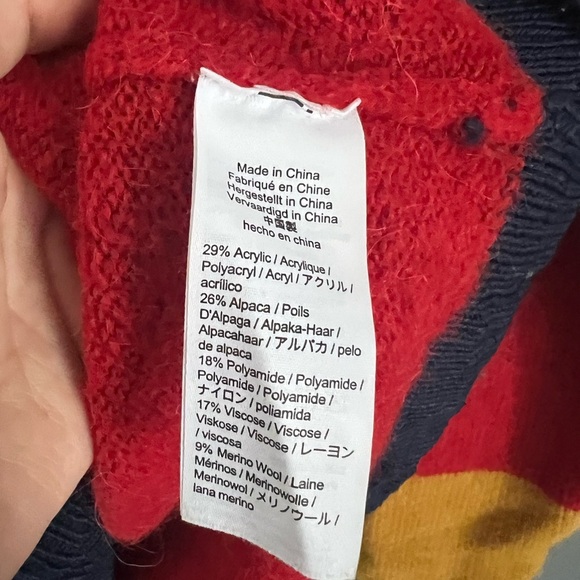 Made in China
Fabriqué en Chine
Hergestellt in China
Vervaardigd in China
中国製
hecho en china
29% Acrylic / Acrylique /
Polyacryl / Acryl / アクリル /
acrílico
26% Alpaca / Poils
D'Alpaga / Alpaka-Haar /
Alpacahaar / アルパカ / pelo
de alpaca
18% Polyamide / Polyamide /
Polyamide / Polyamide /
ナイロン / poliamida
17% Viscose / Viscose /
Viskose / Viscose / レーヨン
/ viscosa
9% Merino Wool / Laine
Mérinos / Merinowolle /
Merinowol / メリノウール /
lana merino